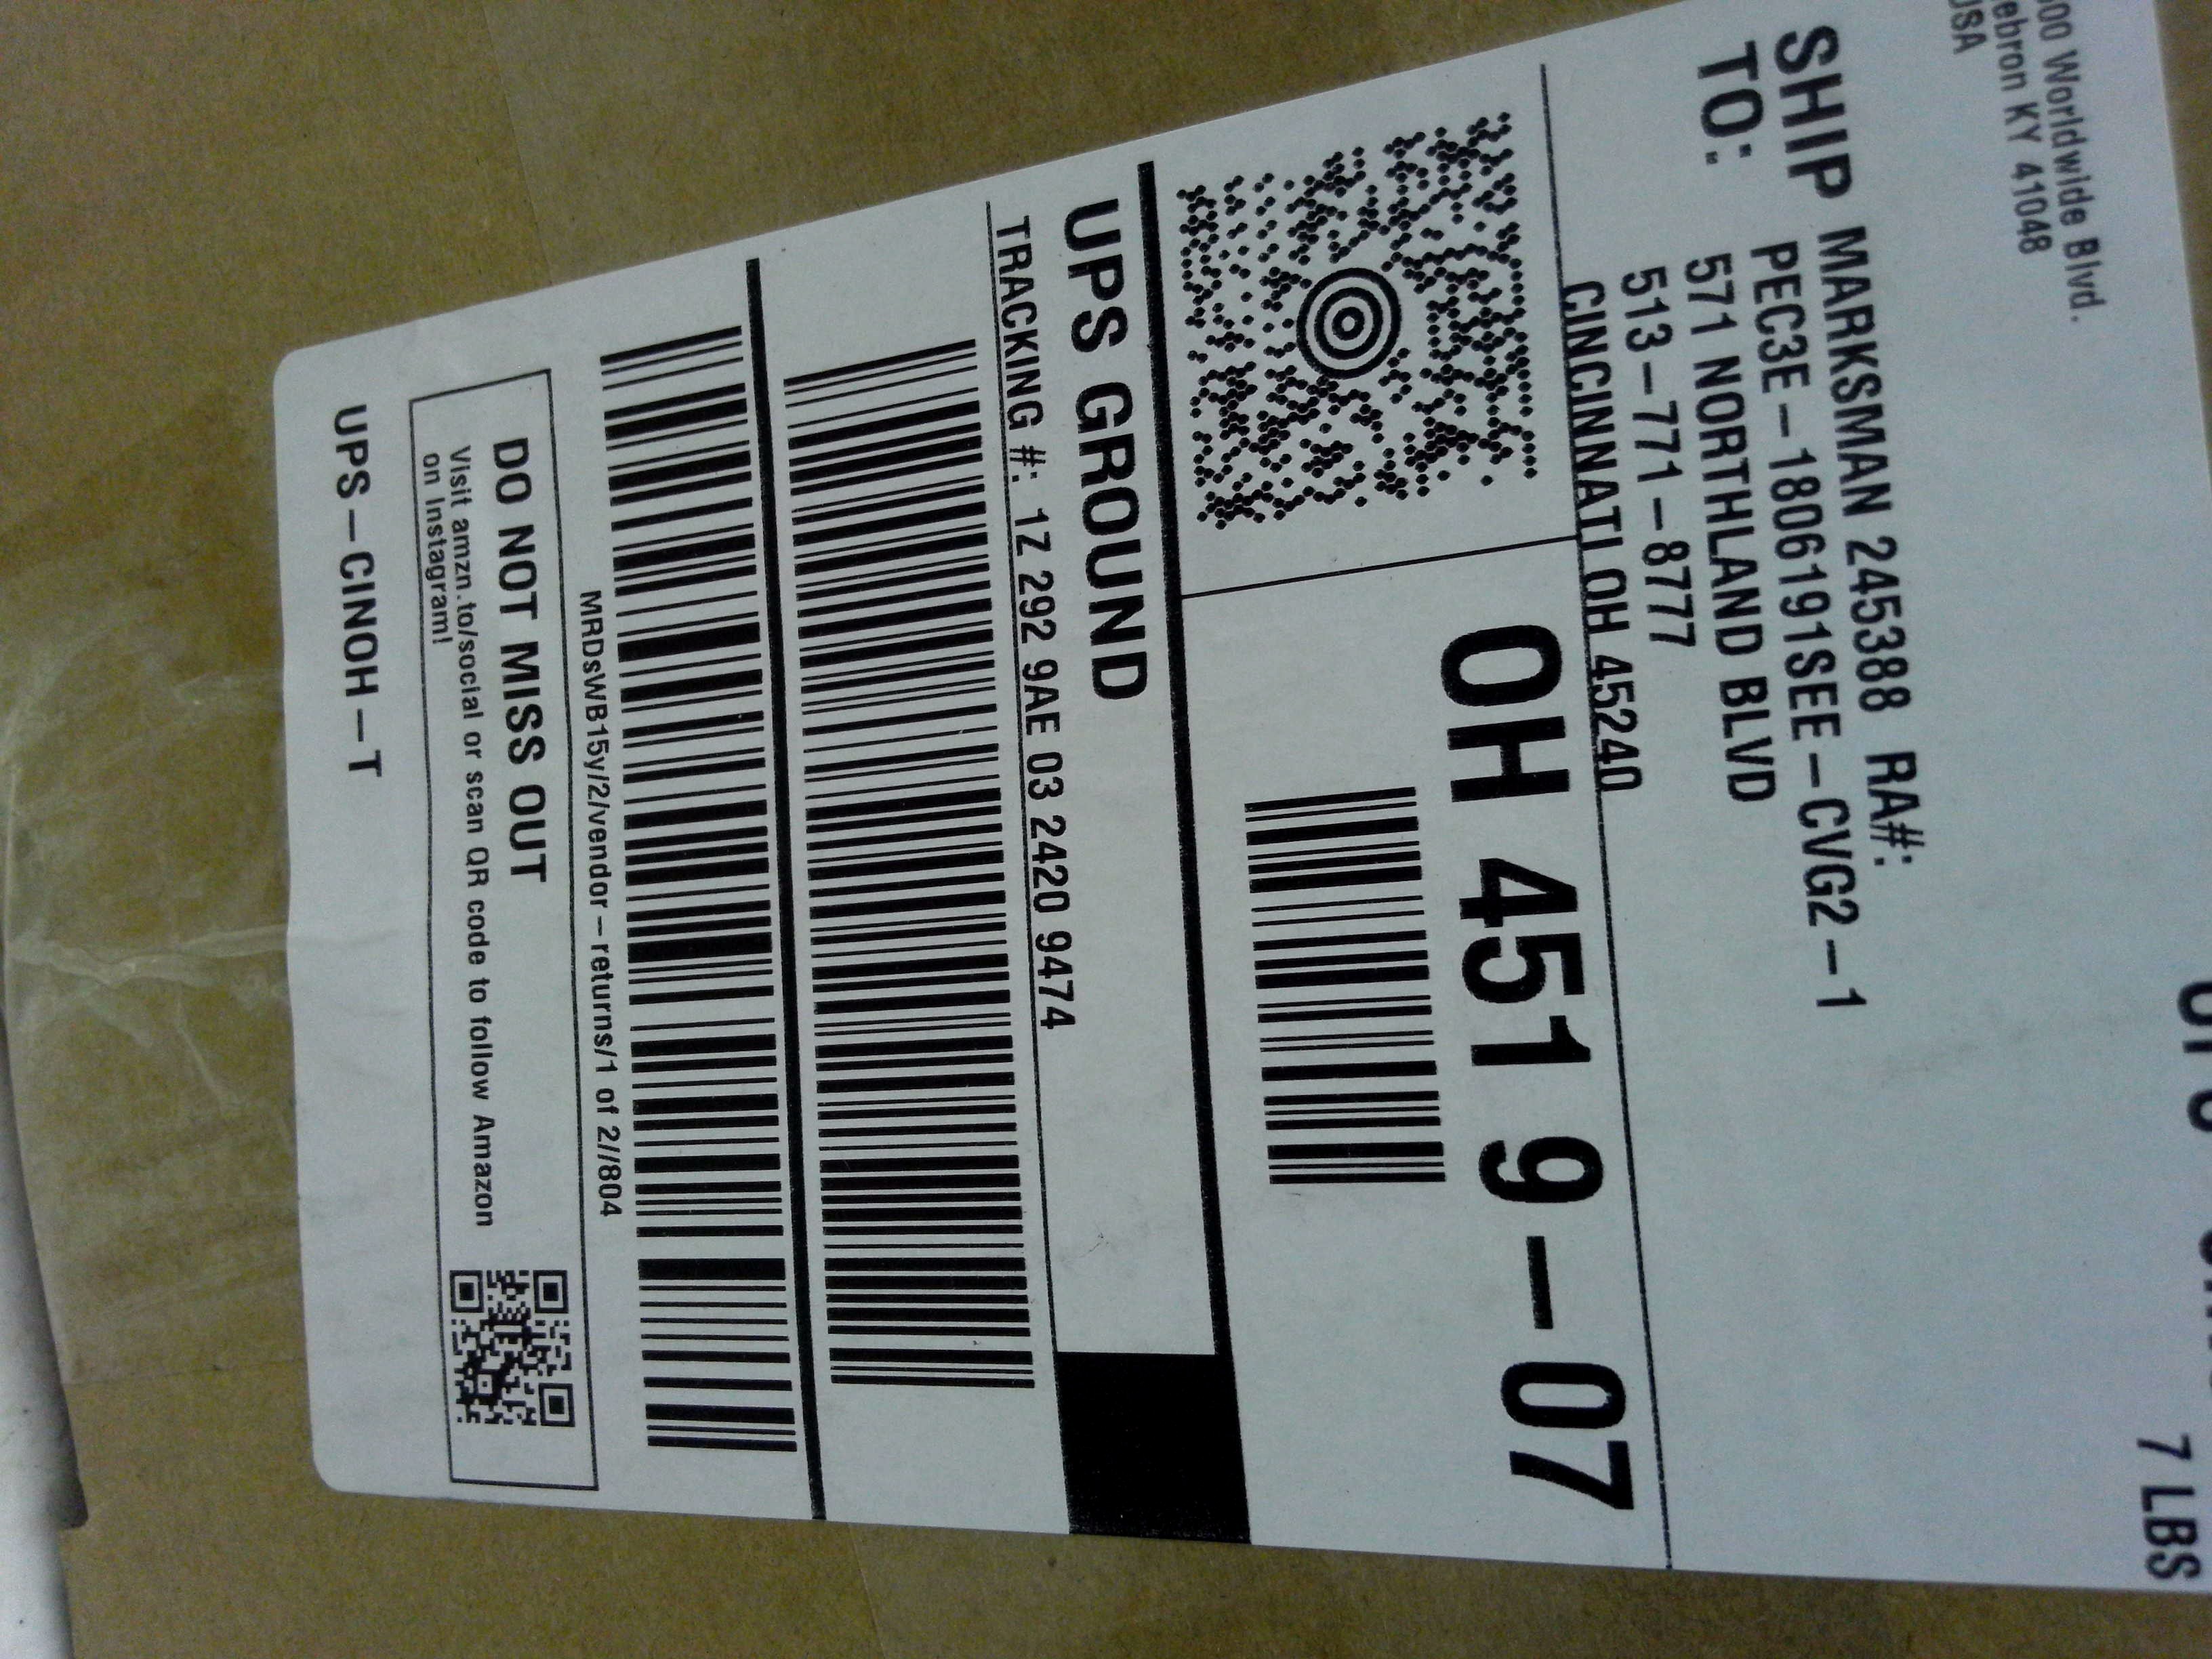 Worldwide Blvd.
KY 41048
USA
7 LBS
SHIP MARKSMAN 245388 RA#:
TO: PEC3E-1806191SEE-CVG2-1
571 NORTHLAND BLVD
513-771-8777
CINCINNATI OH 45240
OH 451 9-07
UPS GROUND
TRACKING #: 1Z 292 9AE 03 2420 9474
MRDsWB15y/2/vendor-returns/1 of 2//804
DO NOT MISS OUT
Visit amzn.to/social or scan QR code to follow Amazon
on Instagram!
UPS-CINOH-T